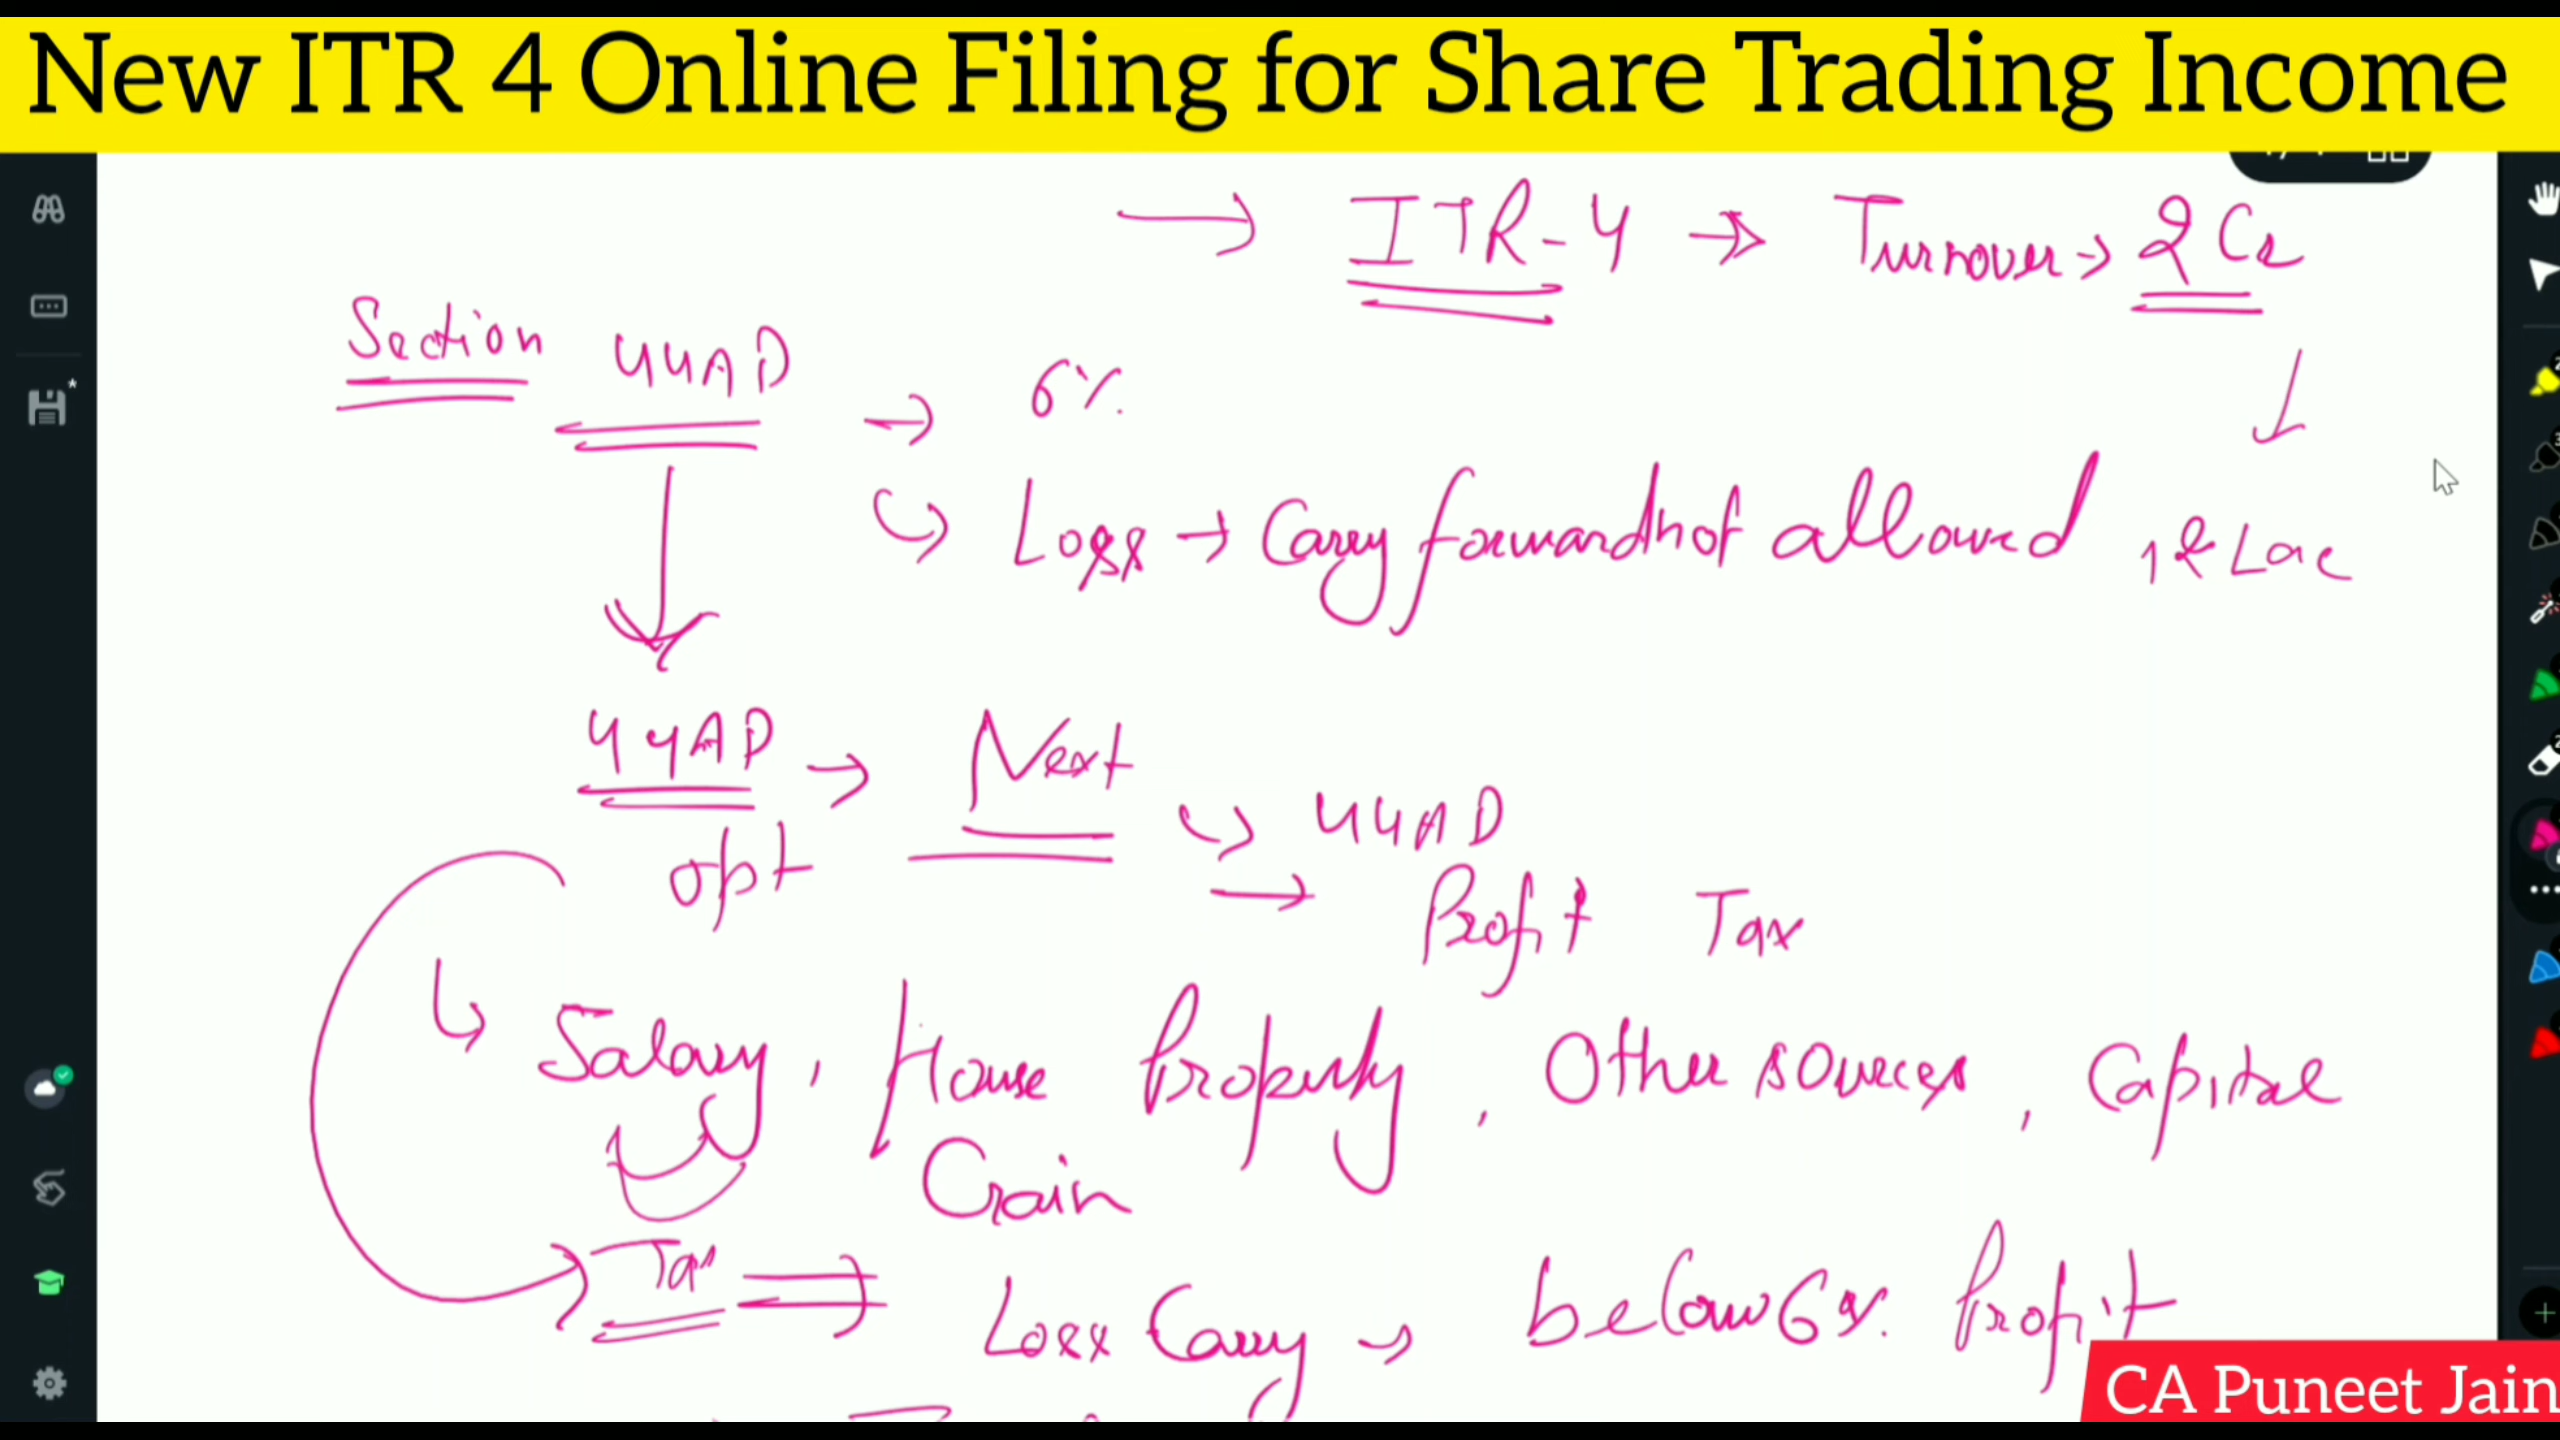 New ITR 4 Online Filing for Share Trading Income
→ ITR-4 → Turnover → 2 Cr
Section 44AD → 6%
Loss → Carry forward not allowed
12 Lac
44AD → Next
opt
44AD
→ Profit Tax
Salary, House Property, Other sources, Capital
Gain
Tax ⇒ Loss Carry → below 6%. Profit
CA Puneet Jain